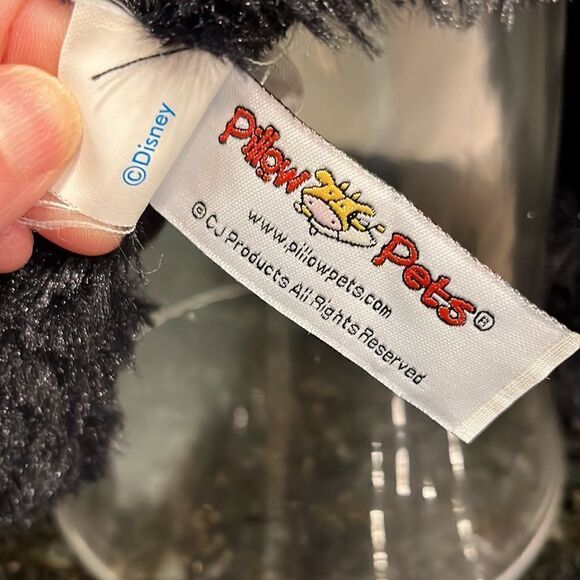 ©Disney
Pillow Pets®
www.pillowpets.com
© CJ Products All Rights Reserved